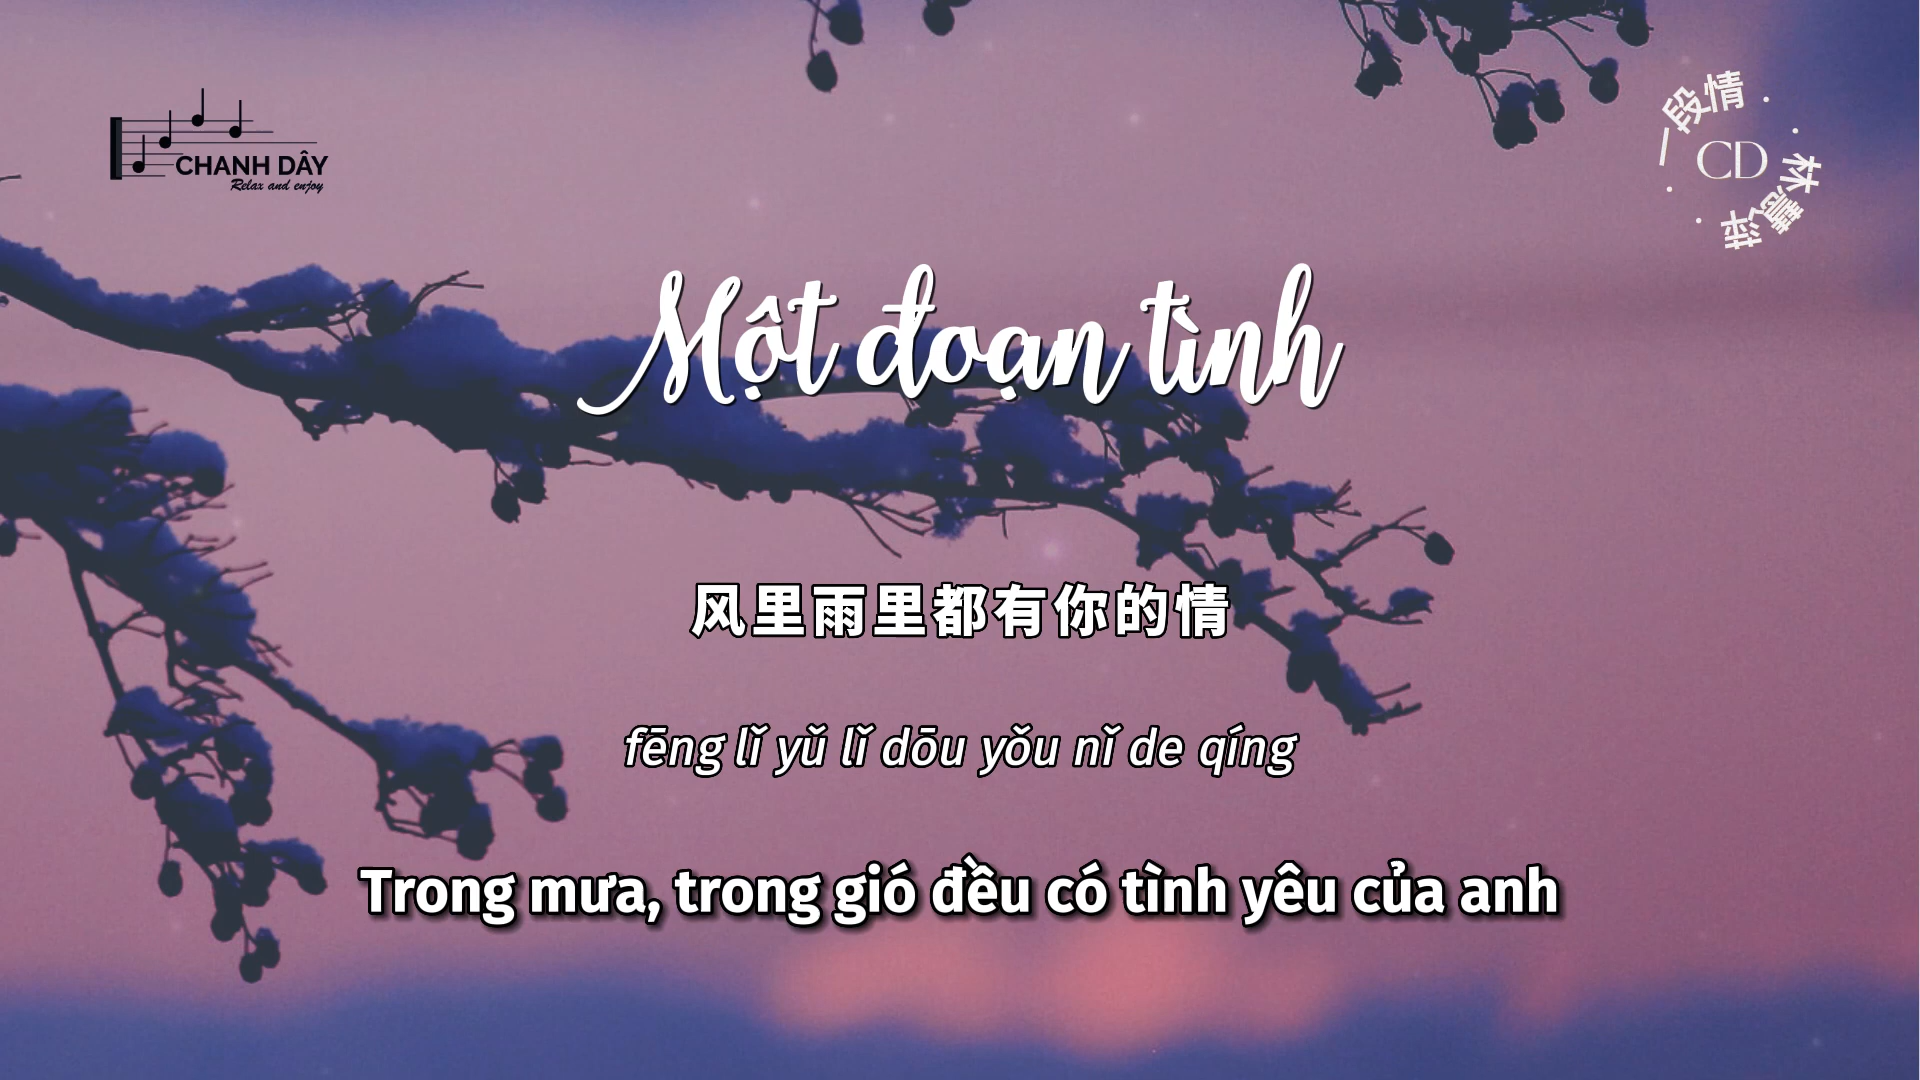 CHANH DÂY
Relax and enjoy
一段情
CD
林慧萍
Một đoạn tình
风里雨里都有你的情
fēng lǐ yǔ lǐ dōu yǒu nǐ de qíng
Trong mưa, trong gió đều có tình yêu của anh